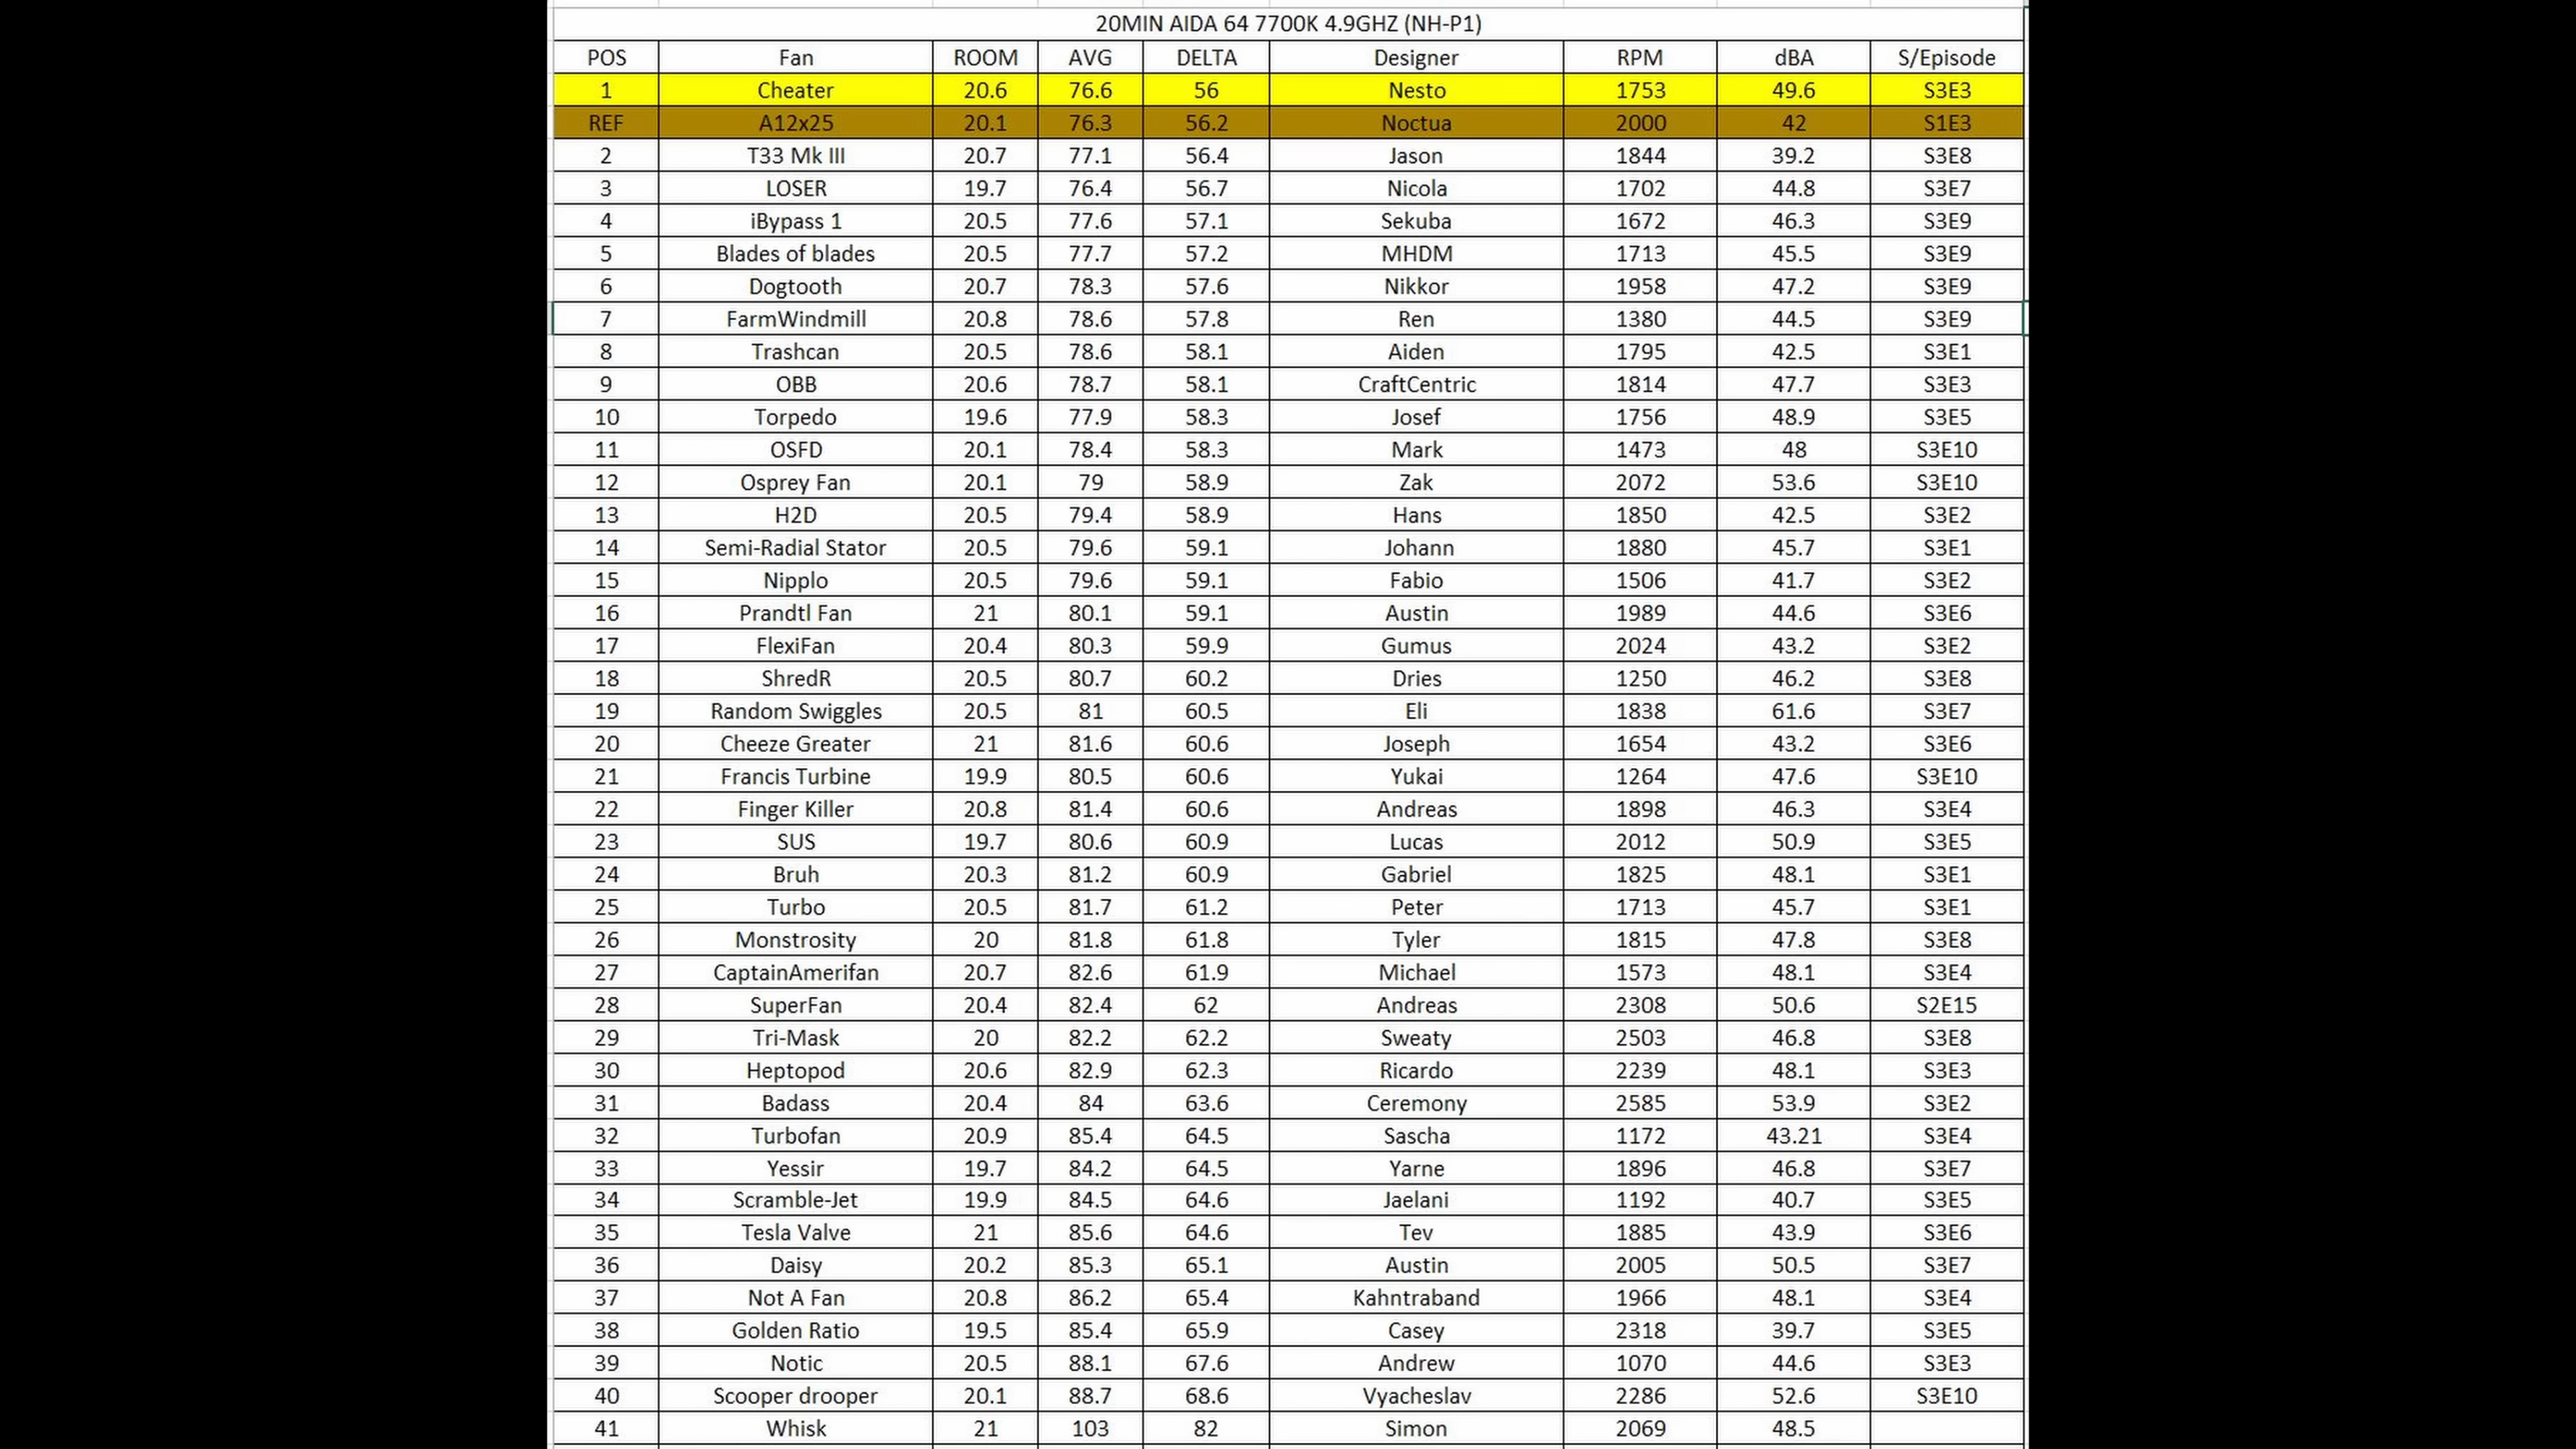 20MIN AIDA 64 7700K 4.9GHZ (NH-P1)
POS Fan ROOM AVG DELTA Designer RPM dBA S/Episode
1 Cheater 20.6 76.6 56 Nesto 1753 49.6 S3E3
REF A12x25 20.1 76.3 56.2 Noctua 2000 42 S1E3
2 T33 Mk III 20.7 77.1 56.4 Jason 1844 39.2 S3E8
3 LOSER 19.7 76.4 56.7 Nicola 1702 44.8 S3E7
4 iBypass 1 20.5 77.6 57.1 Sekuba 1672 46.3 S3E9
5 Blades of blades 20.5 77.7 57.2 MHDM 1713 45.5 S3E9
6 Dogtooth 20.7 78.3 57.6 Nikkor 1958 47.2 S3E9
7 FarmWindmill 20.8 78.6 57.8 Ren 1380 44.5 S3E9
8 Trashcan 20.5 78.6 58.1 Aiden 1795 42.5 S3E1
9 OBB 20.6 78.7 58.1 CraftCentric 1814 47.7 S3E3
10 Torpedo 19.6 77.9 58.3 Josef 1756 48.9 S3E5
11 OSFD 20.1 78.4 58.3 Mark 1473 48 S3E10
12 Osprey Fan 20.1 79 58.9 Zak 2072 53.6 S3E10
13 H2D 20.5 79.4 58.9 Hans 1850 42.5 S3E2
14 Semi-Radial Stator 20.5 79.6 59.1 Johann 1880 45.7 S3E1
15 Nipplo 20.5 79.6 59.1 Fabio 1506 41.7 S3E2
16 Prandtl Fan 21 80.1 59.1 Austin 1989 44.6 S3E6
17 FlexiFan 20.4 80.3 59.9 Gumus 2024 43.2 S3E2
18 ShredR 20.5 80.7 60.2 Dries 1250 46.2 S3E8
19 Random Swiggles 20.5 81 60.5 Eli 1838 61.6 S3E7
20 Cheeze Greater 21 81.6 60.6 Joseph 1654 43.2 S3E6
21 Francis Turbine 19.9 80.5 60.6 Yukai 1264 47.6 S3E10
22 Finger Killer 20.8 81.4 60.6 Andreas 1898 46.3 S3E4
23 SUS 19.7 80.6 60.9 Lucas 2012 50.9 S3E5
24 Bruh 20.3 81.2 60.9 Gabriel 1825 48.1 S3E1
25 Turbo 20.5 81.7 61.2 Peter 1713 45.7 S3E1
26 Monstrosity 20 81.8 61.8 Tyler 1815 47.8 S3E8
27 CaptainAmerifan 20.7 82.6 61.9 Michael 1573 48.1 S3E4
28 SuperFan 20.4 82.4 62 Andreas 2308 50.6 S2E15
29 Tri-Mask 20 82.2 62.2 Sweaty 2503 46.8 S3E8
30 Heptopod 20.6 82.9 62.3 Ricardo 2239 48.1 S3E3
31 Badass 20.4 84 63.6 Ceremony 2585 53.9 S3E2
32 Turbofan 20.9 85.4 64.5 Sascha 1172 43.21 S3E4
33 Yessir 19.7 84.2 64.5 Yarne 1896 46.8 S3E7
34 Scramble-Jet 19.9 84.5 64.6 Jaelani 1192 40.7 S3E5
35 Tesla Valve 21 85.6 64.6 Tev 1885 43.9 S3E6
36 Daisy 20.2 85.3 65.1 Austin 2005 50.5 S3E7
37 Not A Fan 20.8 86.2 65.4 Kahntraband 1966 48.1 S3E4
38 Golden Ratio 19.5 85.4 65.9 Casey 2318 39.7 S3E5
39 Notic 20.5 88.1 67.6 Andrew 1070 44.6 S3E3
40 Scooper drooper 20.1 88.7 68.6 Vyacheslav 2286 52.6 S3E10
41 Whisk 21 103 82 Simon 2069 48.5